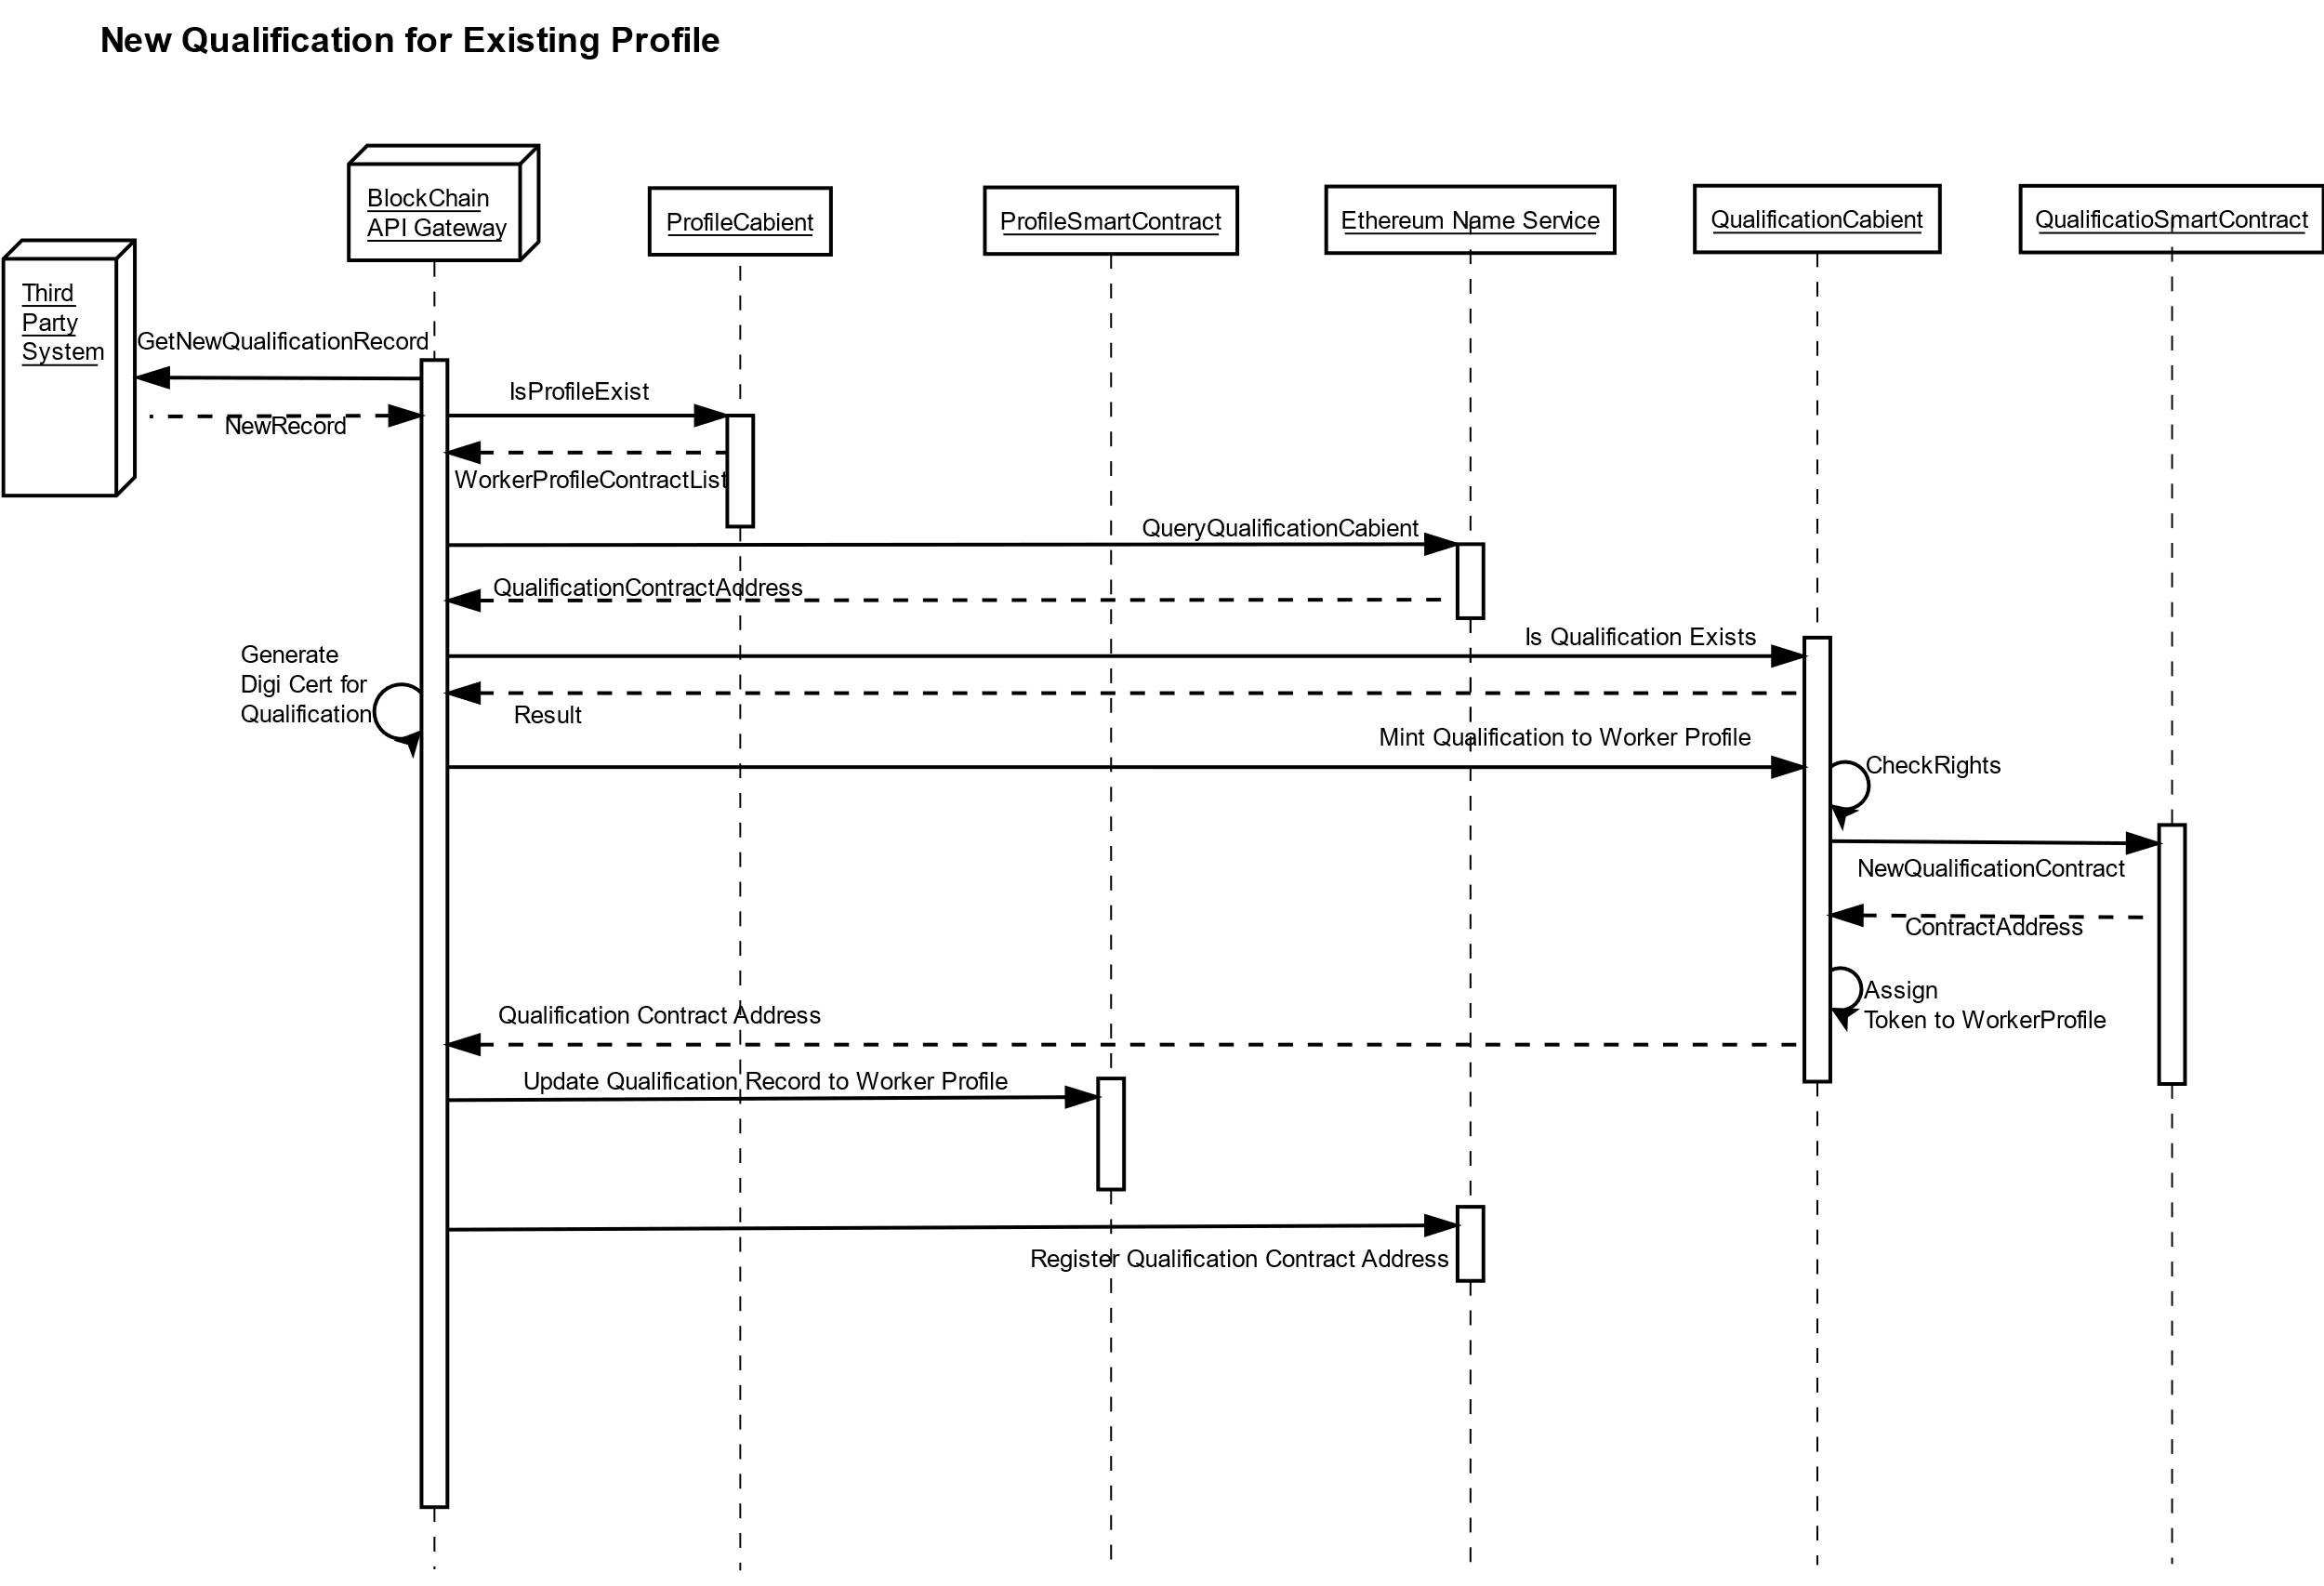 New Qualification for Existing Profile
BlockChain
API Gateway
ProfileCabient
ProfileSmartContract
Ethereum Name Service
QualificationCabient
QualificatioSmartContract
Third
Party
System
GetNewQualificationRecord
IsProfileExist
NewRecord
WorkerProfileContractList
QueryQualificationCabient
QualificationContractAddress
Is Qualification Exists
Generate
Digi Cert for
Qualification
Result
Mint Qualification to Worker Profile
CheckRights
NewQualificationContract
ContractAddress
Assign
Token to WorkerProfile
Qualification Contract Address
Update Qualification Record to Worker Profile
Register Qualification Contract Address